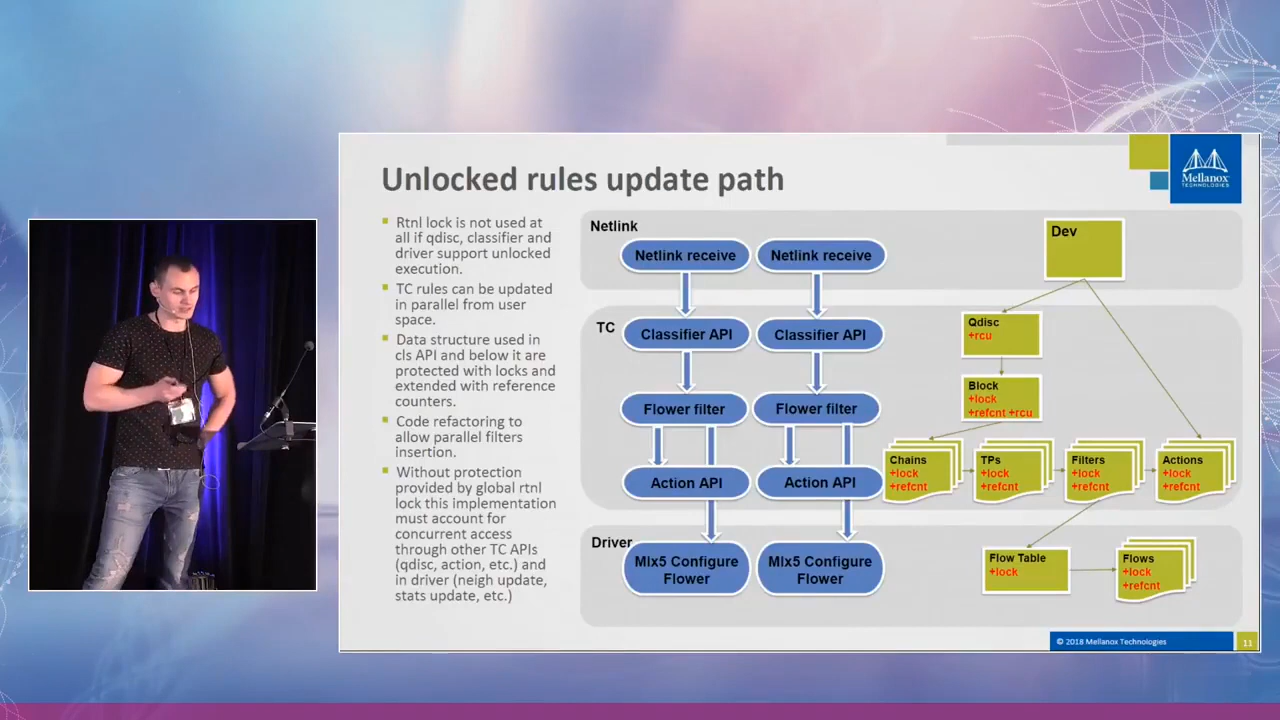 Unlocked rules update path
Mellanox
TECHNOLOGIES
Rtnl lock is not used at
all if qdisc, classifier and
driver support unlocked
execution.
TC rules can be updated
in parallel from user
space.
Data structure used in
cls API and below it are
protected with locks and
extended with reference
counters.
Code refactoring to
allow parallel filters
insertion.
Without protection
provided by global rtnl
lock this implementation
must account for
concurrent access
through other TC APIs
(qdisc, action, etc.) and
in driver (neigh update,
stats update, etc.)
Netlink
Netlink receive
Netlink receive
Dev
TC
Classifier API
Classifier API
Qdisc
+rcu
Block
+lock
+refcnt +rcu
Flower filter
Flower filter
Action API
Action API
Chains
+lock
+refcnt
TPs
+lock
+refcnt
Filters
+lock
+refcnt
Actions
+lock
+refcnt
Driver
Mlx5 Configure
Flower
Mlx5 Configure
Flower
Flow Table
+lock
Flows
+lock
+refcnt
© 2018 Mellanox Technologies
11